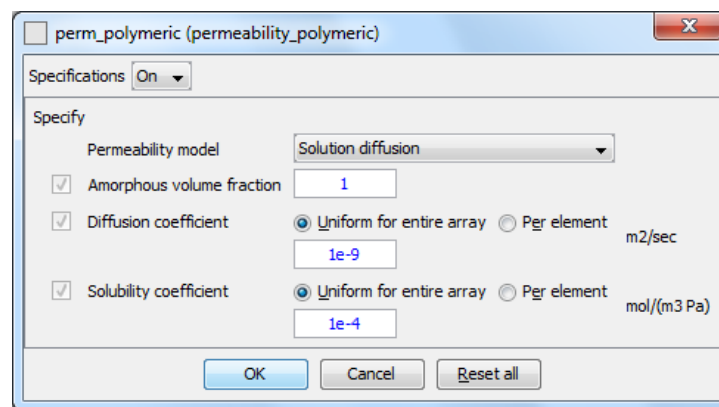 perm_polymeric (permeability_polymeric)
x
Specifications On
Specify
Permeability model Solution diffusion
Amorphous volume fraction 1
Diffusion coefficient Uniform for entire array Per element m2/sec
1e-9
Solubility coefficient Uniform for entire array Per element mol/(m3 Pa)
1e-4
OK Cancel Reset all